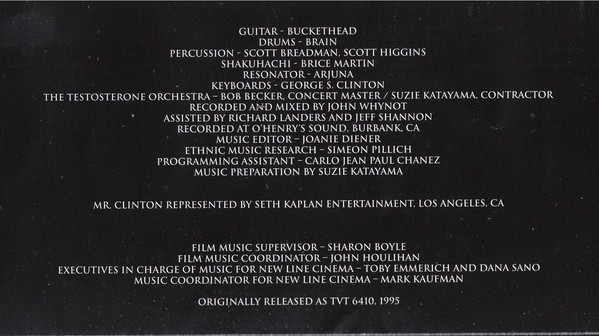 GUITAR - BUCKETHEAD
DRUMS - BRAIN
PERCUSSION - SCOTT BREADMAN, SCOTT HIGGINS
SHAKUHACHI - BRICE MARTIN
RESONATOR - ARJUNA
KEYBOARDS - GEORGE S. CLINTON
THE TESTOSTERONE ORCHESTRA – BOB BECKER, CONCERT MASTER / SUZIE KATAYAMA, CONTRACTOR
RECORDED AND MIXED BY JOHN WHYNOT
ASSISTED BY RICHARD LANDERS AND JEFF SHANNON
RECORDED AT O'HENRY'S SOUND, BURBANK, CA
MUSIC EDITOR – JOANIE DIENER
ETHNIC MUSIC RESEARCH – SIMEON PILLICH
PROGRAMMING ASSISTANT – CARLO JEAN PAUL CHANEZ
MUSIC PREPARATION BY SUZIE KATAYAMA
MR. CLINTON REPRESENTED BY SETH KAPLAN ENTERTAINMENT, LOS ANGELES, CA
FILM MUSIC SUPERVISOR – SHARON BOYLE
FILM MUSIC COORDINATOR – JOHN HOULIHAN
EXECUTIVES IN CHARGE OF MUSIC FOR NEW LINE CINEMA – TOBY EMMERICH AND DANA SANO
MUSIC COORDINATOR FOR NEW LINE CINEMA – MARK KAUFMAN
ORIGINALLY RELEASED AS TVT 6410, 1995